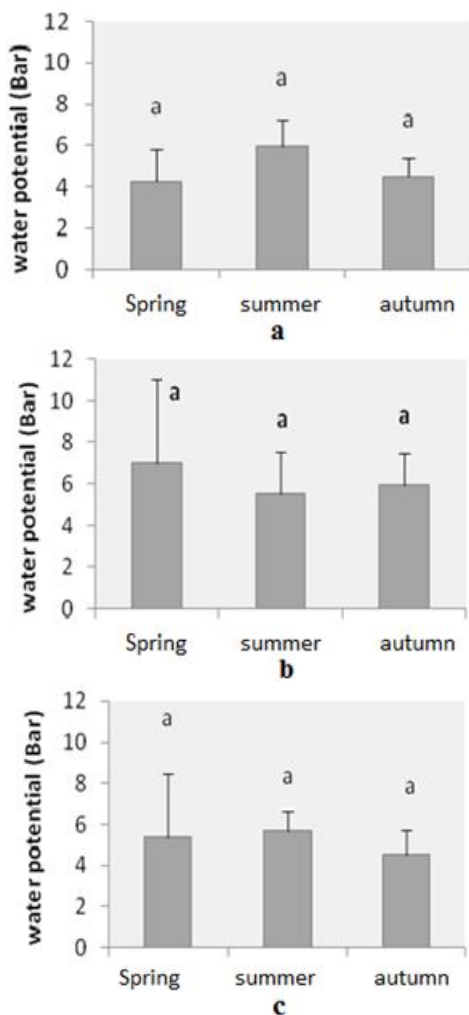 water potential (Bar)
12
10
8
6
4
2
0
a
a
a
Spring summer autumn
a
water potential (Bar)
12
10
8
6
4
2
0
a
a
a
Spring summer autumn
b
water potential (Bar)
12
10
8
6
4
2
0
a
a
a
Spring summer autumn
c